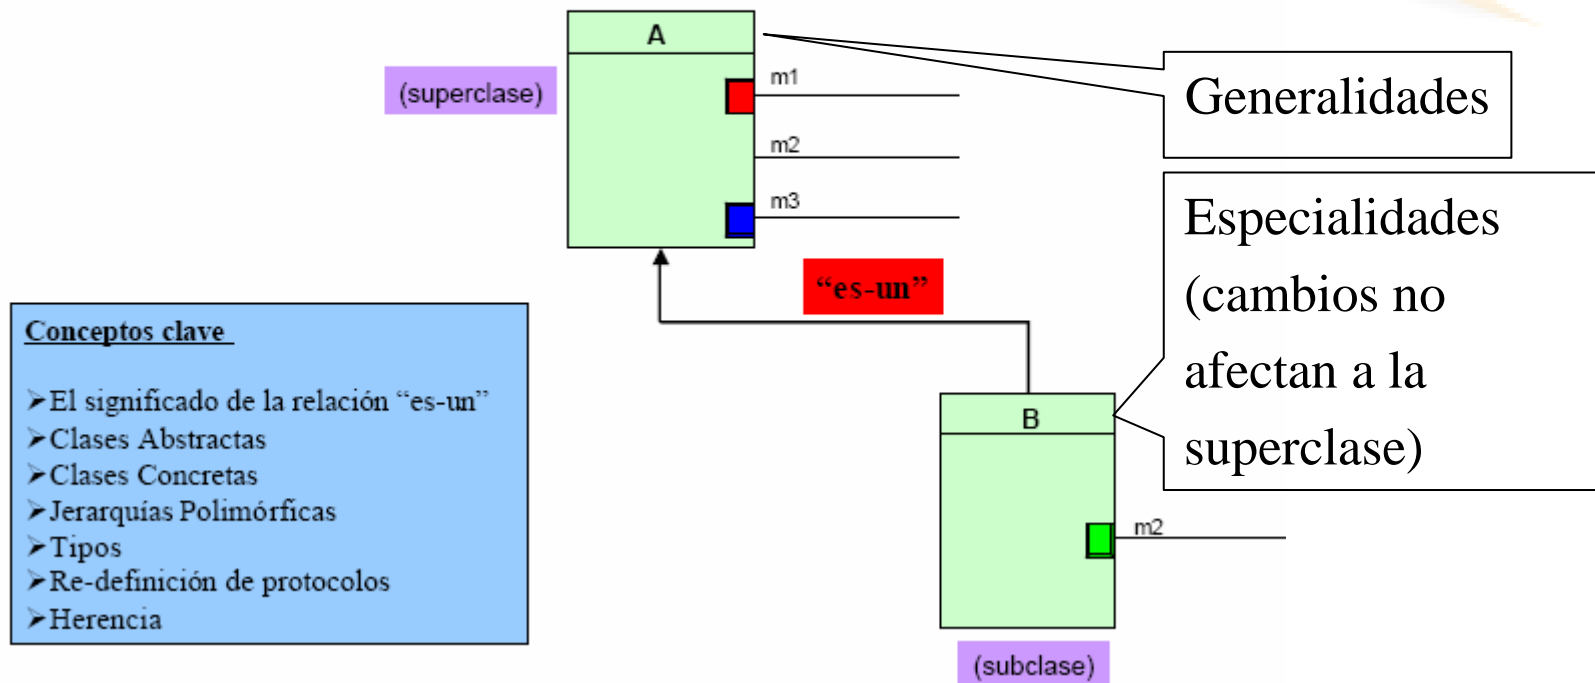 A
(superclase)
m1
m2
m3
Generalidades
Especialidades
(cambios no
afectan a la
superclase)
“es-un”
Conceptos clave
➢El significado de la relación “es-un”
➢Clases Abstractas
➢Clases Concretas
➢Jerarquías Polimórficas
➢Tipos
➢Re-definición de protocolos
➢Herencia
B
m2
(subclase)